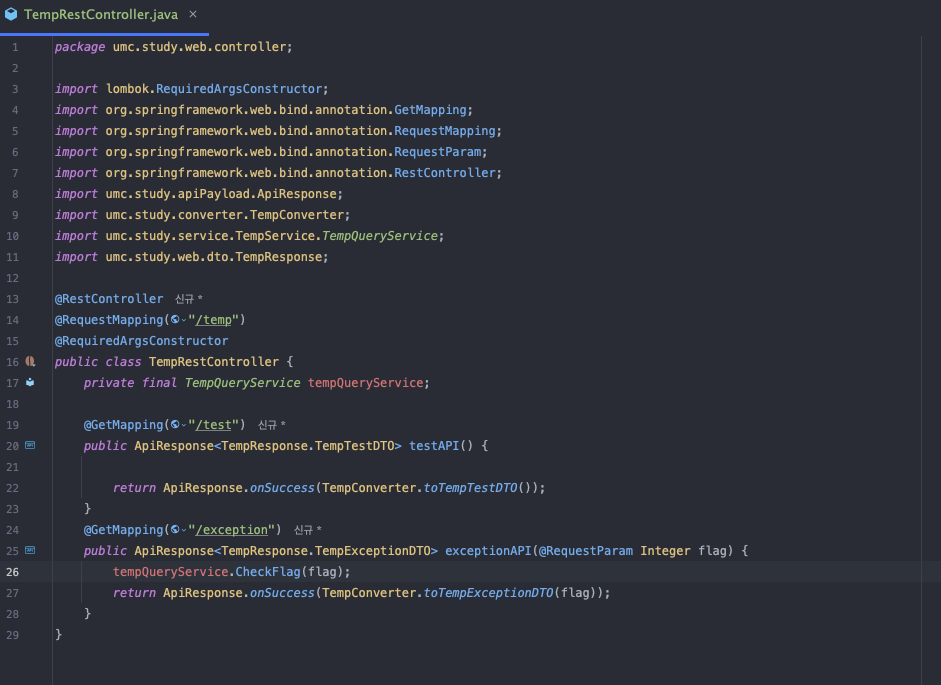 TempRestController.java ×
1 package umc.study.web.controller;
2
3 import lombok.RequiredArgsConstructor;
4 import org.springframework.web.bind.annotation.GetMapping;
5 import org.springframework.web.bind.annotation.RequestMapping;
6 import org.springframework.web.bind.annotation.RequestParam;
7 import org.springframework.web.bind.annotation.RestController;
8 import umc.study.apiPayload.ApiResponse;
9 import umc.study.converter.TempConverter;
10 import umc.study.service.TempService.TempQueryService;
11 import umc.study.web.dto.TempResponse;
12
13 @RestController 신규 *
14 @RequestMapping("/temp")
15 @RequiredArgsConstructor
16 public class TempRestController {
17     private final TempQueryService tempQueryService;
18
19     @GetMapping("/test") 신규 *
20     public ApiResponse<TempResponse.TempTestDTO> testAPI() {
21
22         return ApiResponse.onSuccess(TempConverter.toTempTestDTO());
23     }
24     @GetMapping("/exception") 신규 *
25     public ApiResponse<TempResponse.TempExceptionDTO> exceptionAPI(@RequestParam Integer flag) {
26         tempQueryService.CheckFlag(flag);
27         return ApiResponse.onSuccess(TempConverter.toTempExceptionDTO(flag));
28     }
29 }